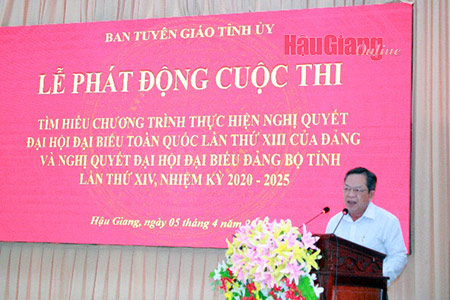 BAN TUYÊN GIÁO TỈNH ỦY
HậuGiang
Online
LỄ PHÁT ĐỘNG CUỘC THI
TÌM HIỂU CHƯƠNG TRÌNH THỰC HIỆN NGHỊ QUYẾT
ĐẠI HỘI ĐẠI BIỂU TOÀN QUỐC LẦN THỨ XIII CỦA ĐẢNG
VÀ NGHỊ QUYẾT ĐẠI HỘI ĐẠI BIỂU ĐẢNG BỘ TỈNH
LẦN THỨ XIV, NHIỆM KỲ 2020 - 2025
Hậu Giang, ngày 05 tháng 4 năm